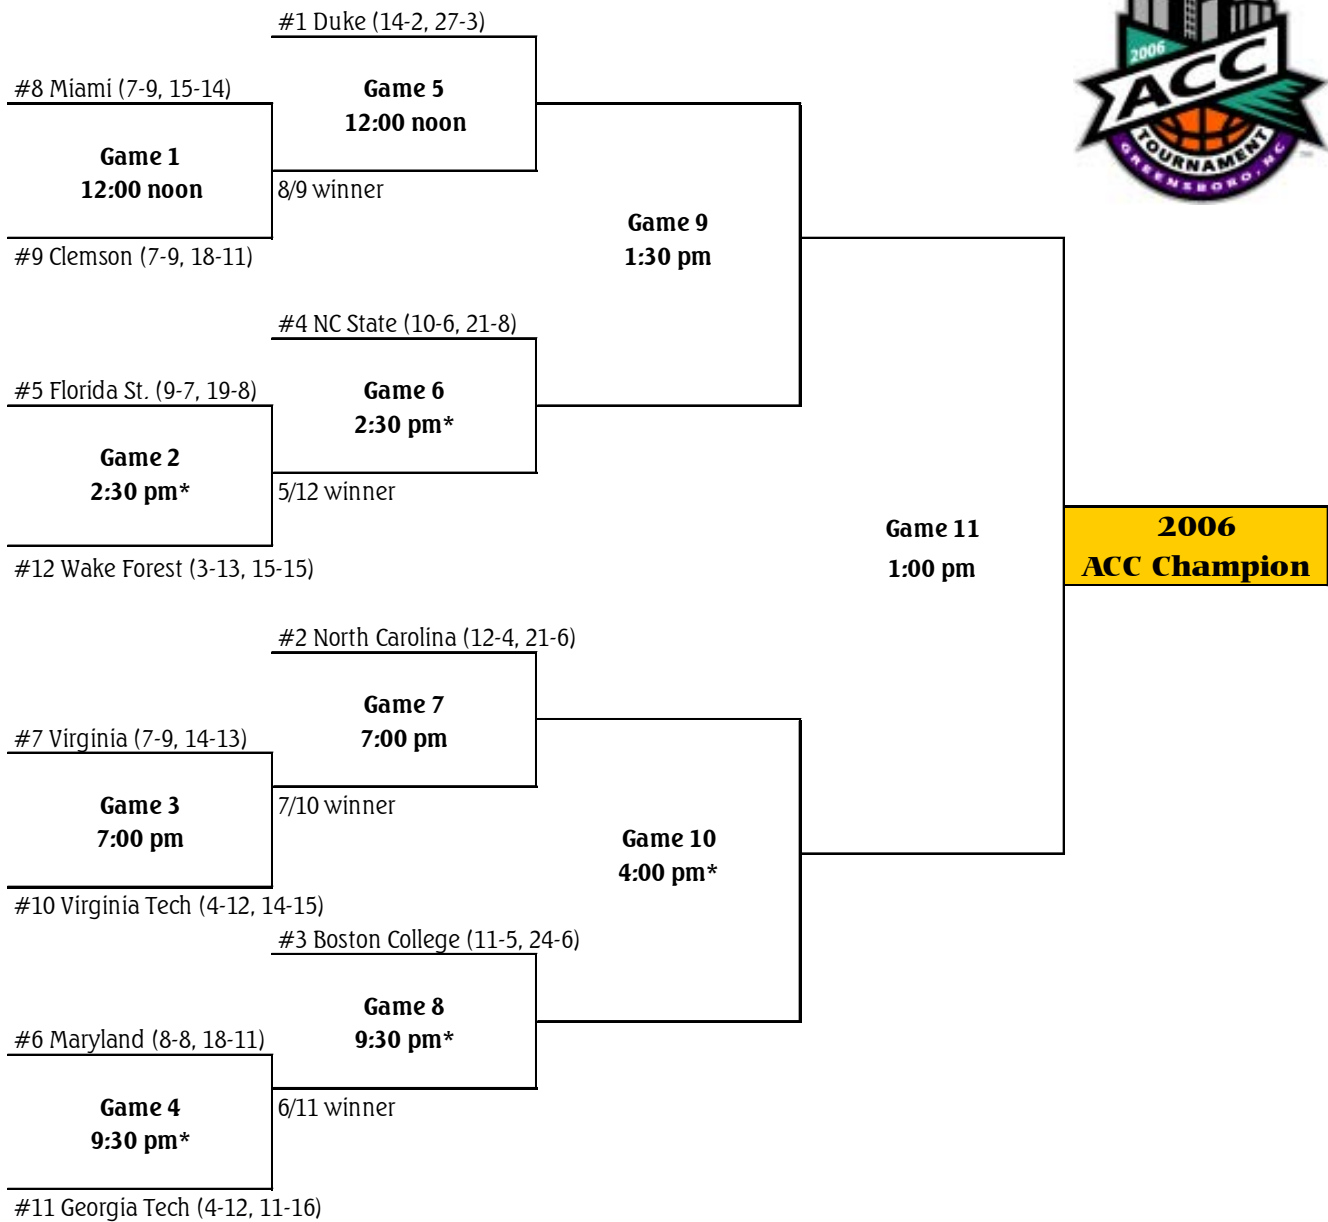 #1 Duke (14-2, 27-3)
2006
ACC
TOURNAMENT
GREENSBORO, NC
#8 Miami (7-9, 15-14)
Game 5
12:00 noon
Game 1
12:00 noon
8/9 winner
#9 Clemson (7-9, 18-11)
Game 9
1:30 pm
#4 NC State (10-6, 21-8)
#5 Florida St. (9-7, 19-8)
Game 6
2:30 pm*
Game 2
2:30 pm*
5/12 winner
#12 Wake Forest (3-13, 15-15)
Game 11
1:00 pm
2006
ACC Champion
#2 North Carolina (12-4, 21-6)
#7 Virginia (7-9, 14-13)
Game 7
7:00 pm
Game 3
7:00 pm
7/10 winner
#10 Virginia Tech (4-12, 14-15)
Game 10
4:00 pm*
#3 Boston College (11-5, 24-6)
#6 Maryland (8-8, 18-11)
Game 8
9:30 pm*
Game 4
9:30 pm*
6/11 winner
#11 Georgia Tech (4-12, 11-16)